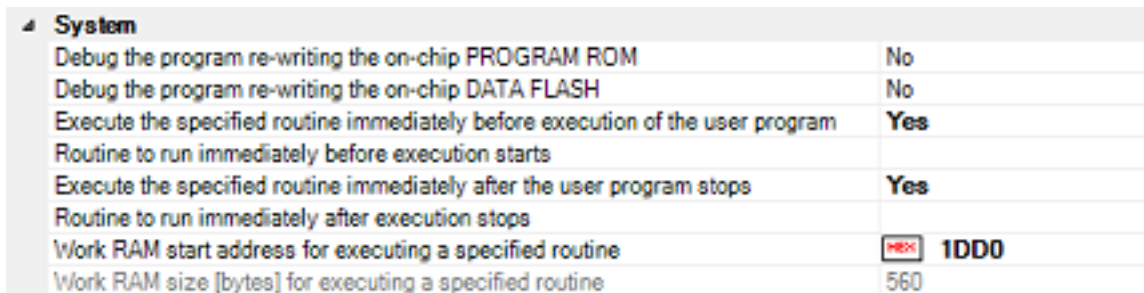 System
Debug the program re-writing the on-chip PROGRAM ROM No
Debug the program re-writing the on-chip DATA FLASH No
Execute the specified routine immediately before execution of the user program Yes
Routine to run immediately before execution starts
Execute the specified routine immediately after the user program stops Yes
Routine to run immediately after execution stops
Work RAM start address for executing a specified routine HEX 1DD0
Work RAM size [bytes] for executing a specified routine 560